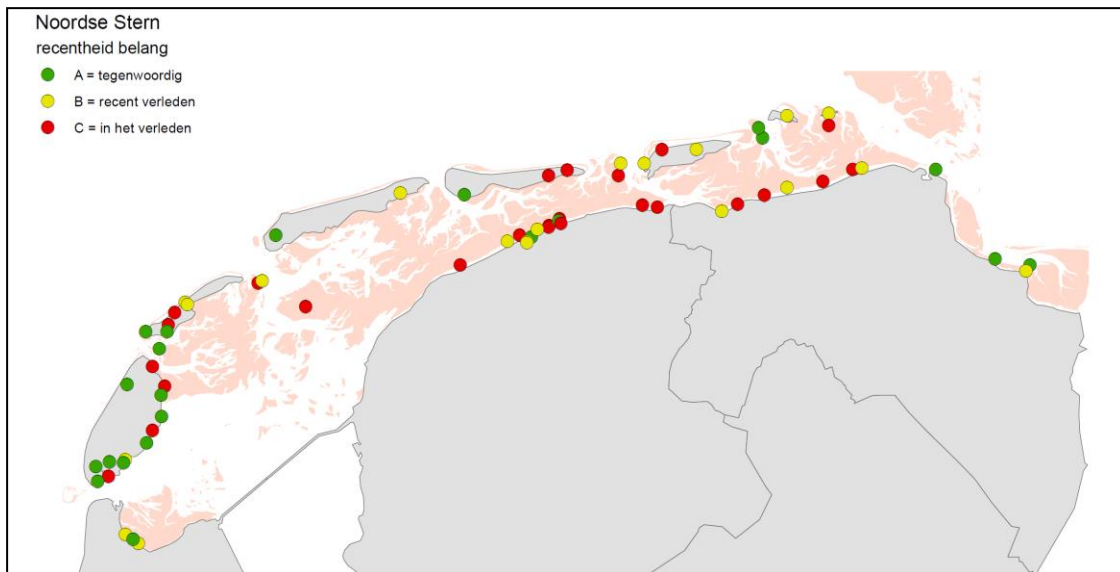 Noordse Stern
recentheid belang
A = tegenwoordig
B = recent verleden
C = in het verleden